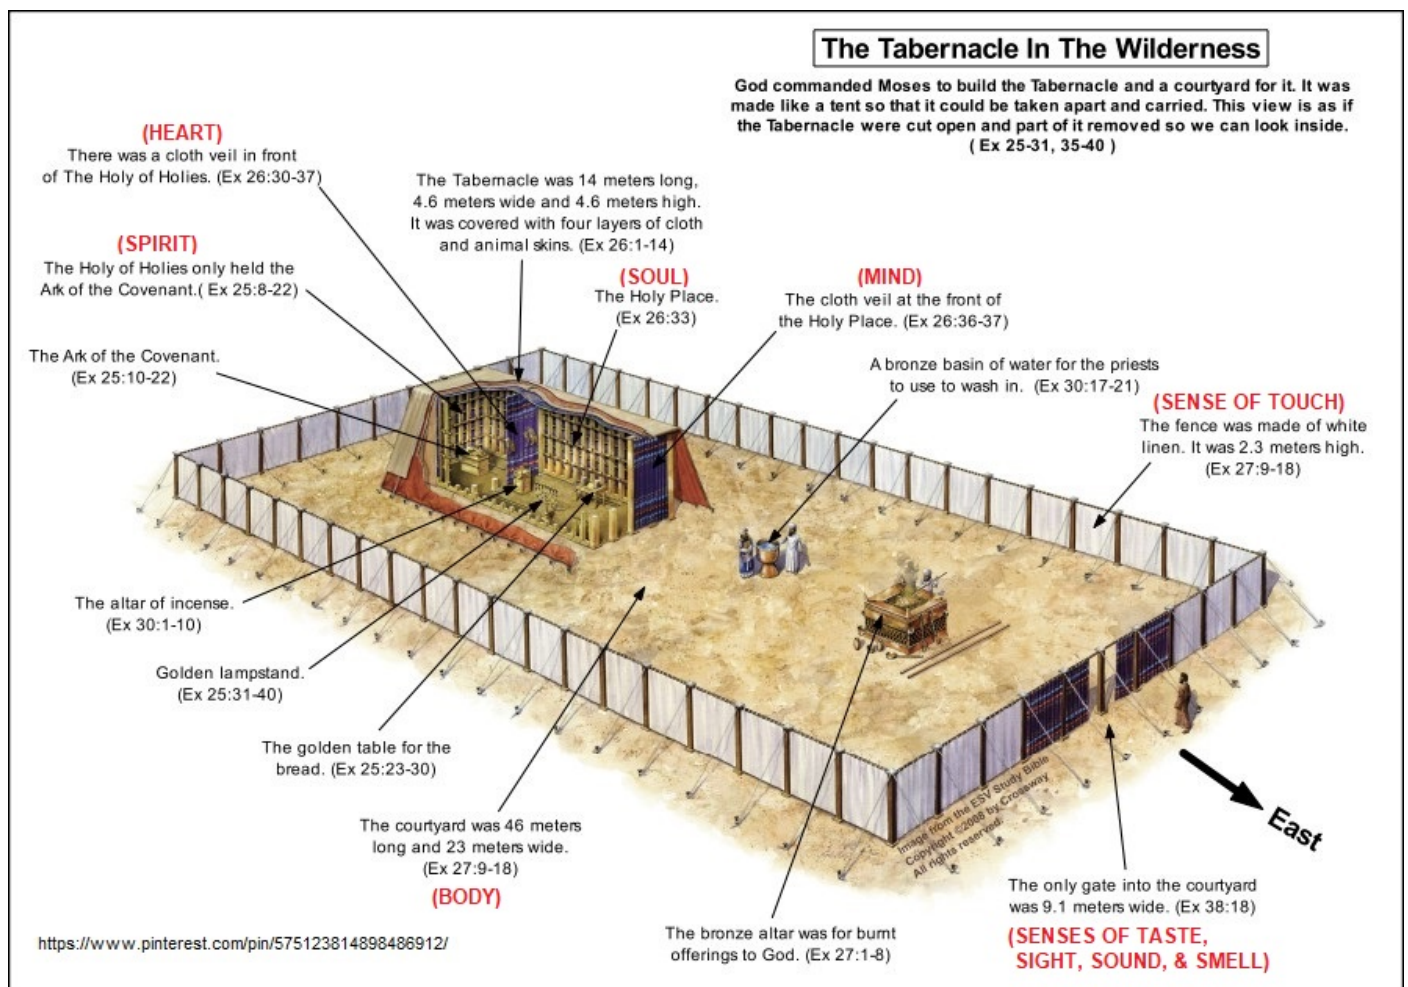 The Tabernacle In The Wilderness
God commanded Moses to build the Tabernacle and a courtyard for it. It was
made like a tent so that it could be taken apart and carried. This view is as if
the Tabernacle were cut open and part of it removed so we can look inside.
( Ex 25-31, 35-40 )
(HEART)
There was a cloth veil in front
of The Holy of Holies. (Ex 26:30-37)
The Tabernacle was 14 meters long,
4.6 meters wide and 4.6 meters high.
It was covered with four layers of cloth
and animal skins. (Ex 26:1-14)
(SPIRIT)
The Holy of Holies only held the
Ark of the Covenant.( Ex 25:8-22)
(SOUL)
The Holy Place.
(Ex 26:33)
(MIND)
The cloth veil at the front of
the Holy Place. (Ex 26:36-37)
The Ark of the Covenant.
(Ex 25:10-22)
A bronze basin of water for the priests
to use to wash in. (Ex 30:17-21)
(SENSE OF TOUCH)
The fence was made of white
linen. It was 2.3 meters high.
(Ex 27:9-18)
The altar of incense.
(Ex 30:1-10)
Golden lampstand.
(Ex 25:31-40)
The golden table for the
bread. (Ex 25:23-30)
The courtyard was 46 meters
long and 23 meters wide.
(Ex 27:9-18)
(BODY)
Image from the ESV Study Bible
Copyright ©2008 by Crossway
All rights reserved.
East
The only gate into the courtyard
was 9.1 meters wide. (Ex 38:18)
(SENSES OF TASTE,
SIGHT, SOUND, & SMELL)
The bronze altar was for burnt
offerings to God. (Ex 27:1-8)
https://www.pinterest.com/pin/575123814898486912/